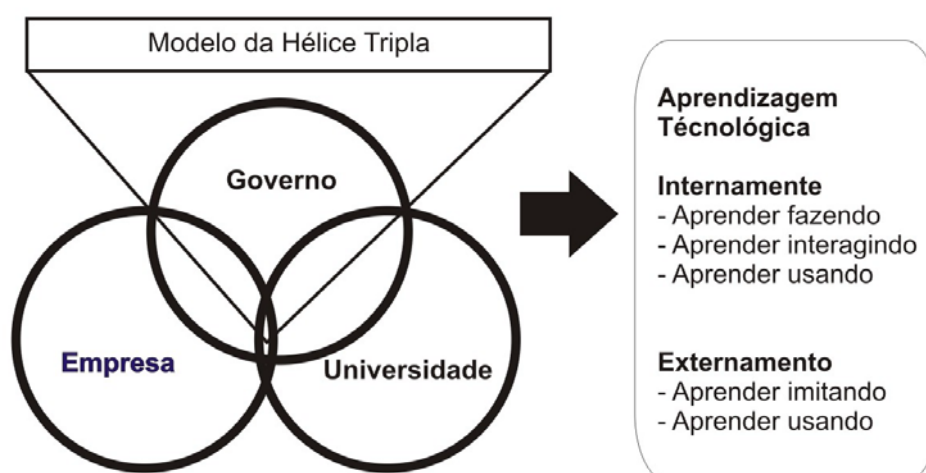 Modelo da Hélice Tripla
Governo
Empresa
Universidade
Aprendizagem
Técnológica
Internamente
- Aprender fazendo
- Aprender interagindo
- Aprender usando
Externamento
- Aprender imitando
- Aprender usando